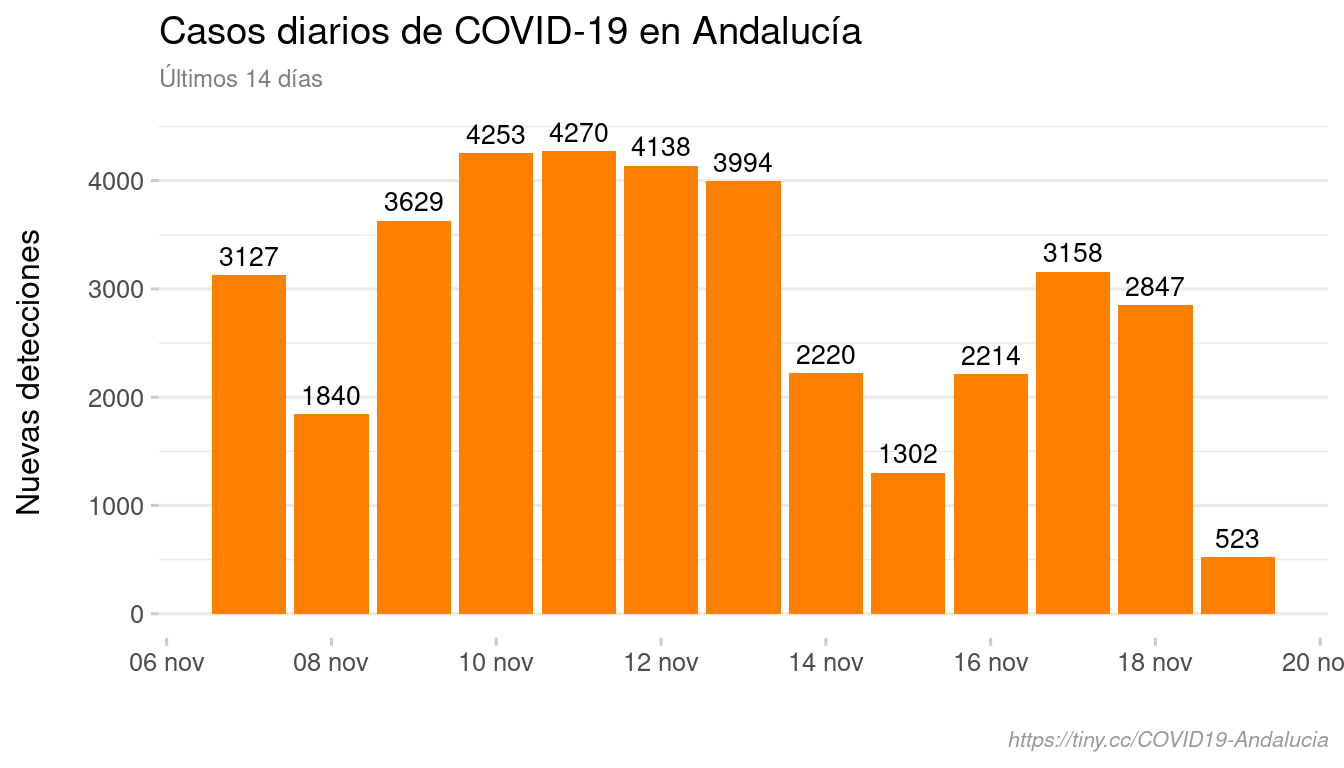 Casos diarios de COVID-19 en Andalucía
Últimos 14 días
Nuevas detecciones
4000
3000
2000
1000
0
3127
1840
3629
4253
4270
4138
3994
2220
1302
2214
3158
2847
523
06 nov
08 nov
10 nov
12 nov
14 nov
16 nov
18 nov
20 no
https://tiny.cc/COVID19-Andalucia